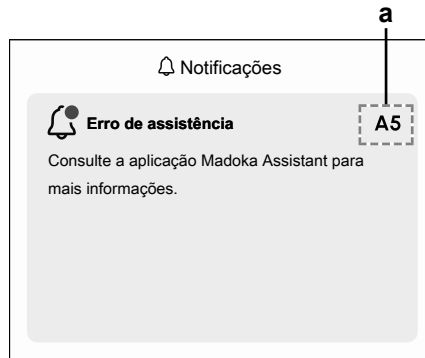 a
Notificações
Erro de assistência A5
Consulte a aplicação Madoka Assistant para
mais informações.